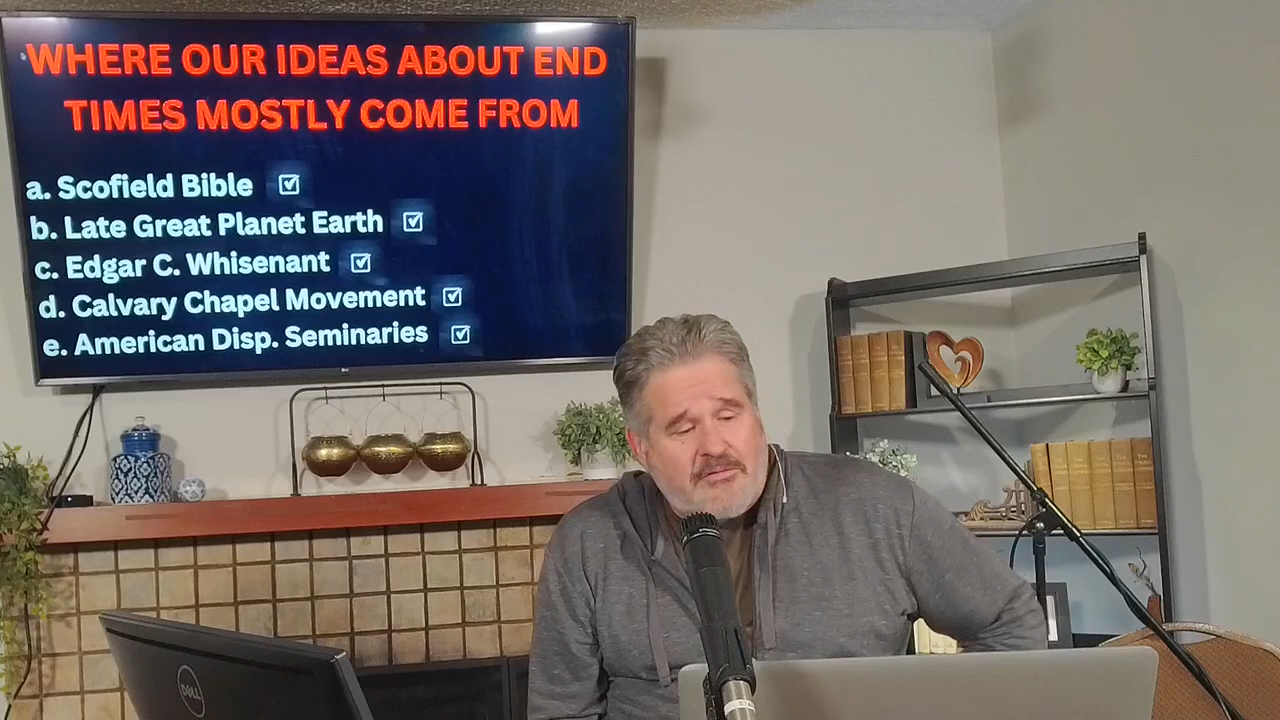 WHERE OUR IDEAS ABOUT END
TIMES MOSTLY COME FROM
a. Scofield Bible
b. Late Great Planet Earth
c. Edgar C. Whisenant
d. Calvary Chapel Movement
e. American Disp. Seminaries
DELL